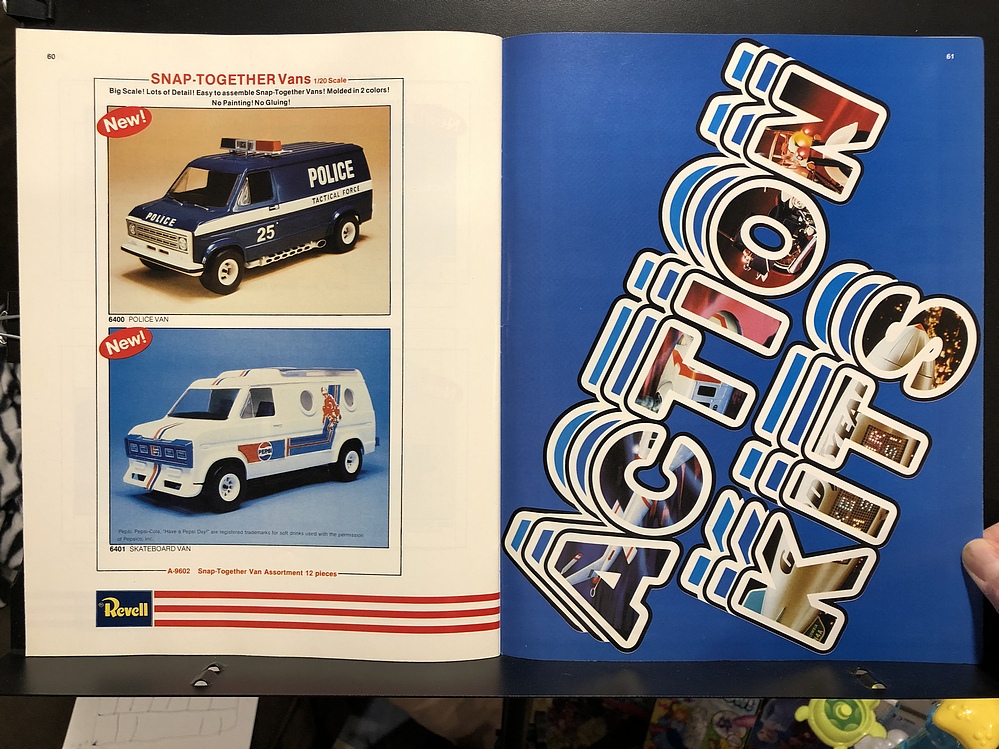 60
SNAP-TOGETHER Vans 1/20 Scale
Big Scale! Lots of Detail! Easy to assemble Snap-Together Vans! Molded in 2 colors!
No Painting! No Gluing!
New!
POLICE
TACTICAL FORCE
POLICE
25
6400 POLICE VAN
New!
PEPSI
Pepsi, Pepsi-Cola, "Have a Pepsi Day!" are registered trademarks for soft drinks used with the permission
of Pepsico, Inc.
6401 SKATEBOARD VAN
A-9602 Snap-Together Van Assortment 12 pieces
Revell
61
ACTION
KITS